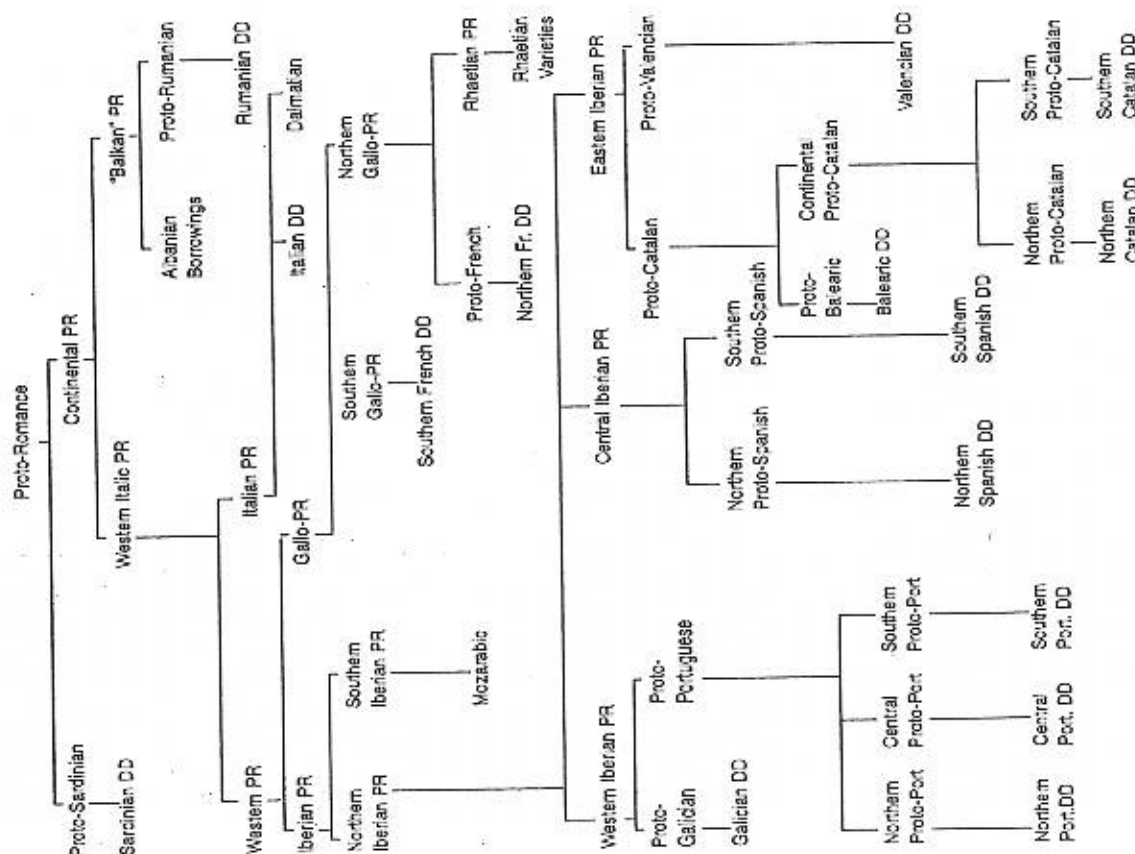 Proto-Romance
Continental PR
"Balkan" PR
Proto-Sardinian
Western Italic PR
Albanian
Borrowings
Proto-Rumanian
Sardinian DD
Rumanian DD
Western PR
Italian PR
Italian DD
Dalmatian
Iberian PR
Gallo-PR
Northern
Iberian PR
Southern
Iberian PR
Southern
Gallo-PR
Northern
Gallo-PR
Mozarabic
Southern French DD
Proto-French
Rhaetian PR
Northern Fr. DD
Rhaetian
Varieties
Western Iberian PR
Central Iberian PR
Eastern Iberian PR
Proto-
Galician
Proto-
Portuguese
Proto-Catalan
Proto-Valencian
Galician DD
Northern
Proto-Spanish
Southern
Proto-Spanish
Proto-
Balearic
Continental
Proto-Catalan
Balearic DD
Valencian DD
Northern
Proto-Port
Central
Proto-Port
Southern
Proto-Port
Northern
Spanish DD
Southern
Spanish DD
Northern
Proto-Catalan
Southern
Proto-Catalan
Northern
Port.DD
Central
Port. DD
Southern
Port. DD
Northern
Catalan DD
Southern
Catalan DD